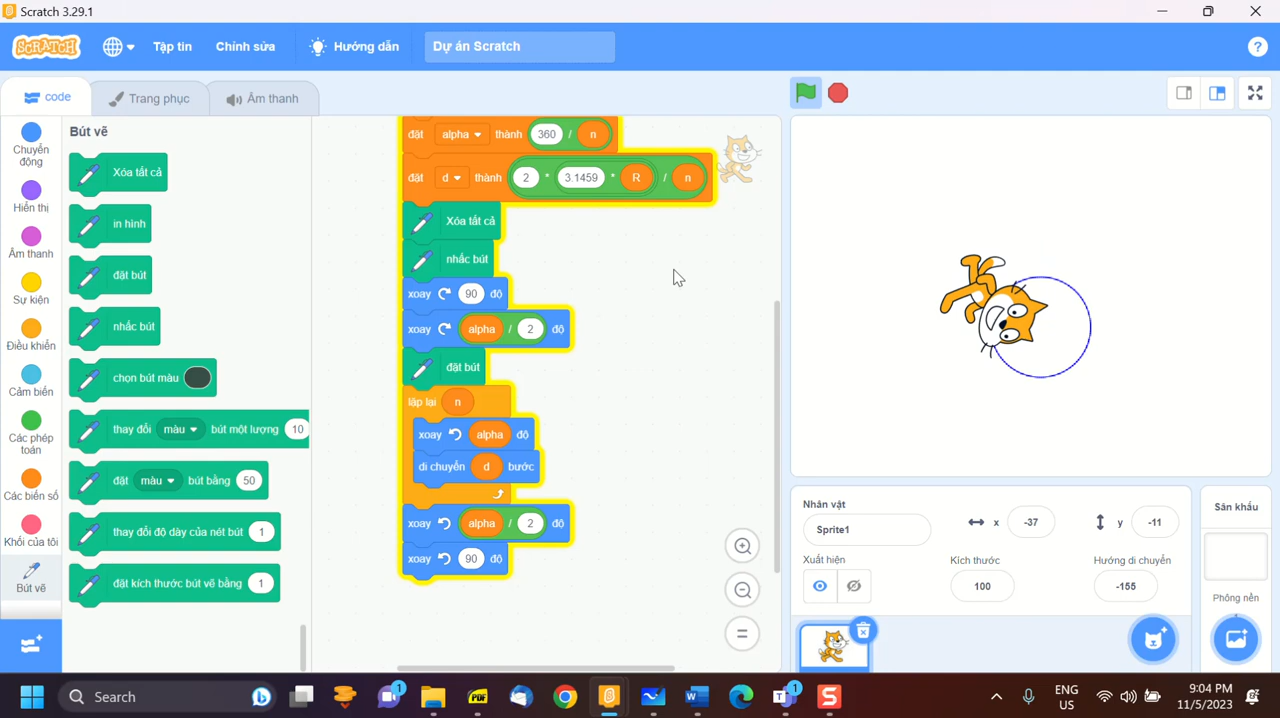 Scratch 3.29.1
SCRATCH
Tập tin
Chỉnh sửa
Hướng dẫn
Dự án Scratch
?
code
Trang phục
Âm thanh
Chuyển động
Hiển thị
Âm thanh
Sự kiện
Điều khiển
Cảm biến
Các phép toán
Các biến số
Khối của tôi
Bút vẽ
Bút vẽ
Xóa tất cả
in hình
đặt bút
nhấc bút
chọn bút màu
thay đổi màu bút một lượng 10
đặt màu bút bằng 50
thay đổi độ dày của nét bút 1
đặt kích thước bút vẽ bằng 1
đặt alpha thành 360 / n
đặt d thành 2 * 3.1459 * R / n
Xóa tất cả
nhấc bút
xoay 90 độ
xoay alpha / 2 độ
đặt bút
lặp lại n
xoay alpha độ
di chuyển d bước
xoay alpha / 2 độ
xoay 90 độ
Nhân vật
Sprite1
x -37
y -11
Xuất hiện
Kích thước
100
Hướng di chuyển
-155
Sân khấu
Phông nền
Search
PDF
1
1
ENG
US
9:04 PM
11/5/2023